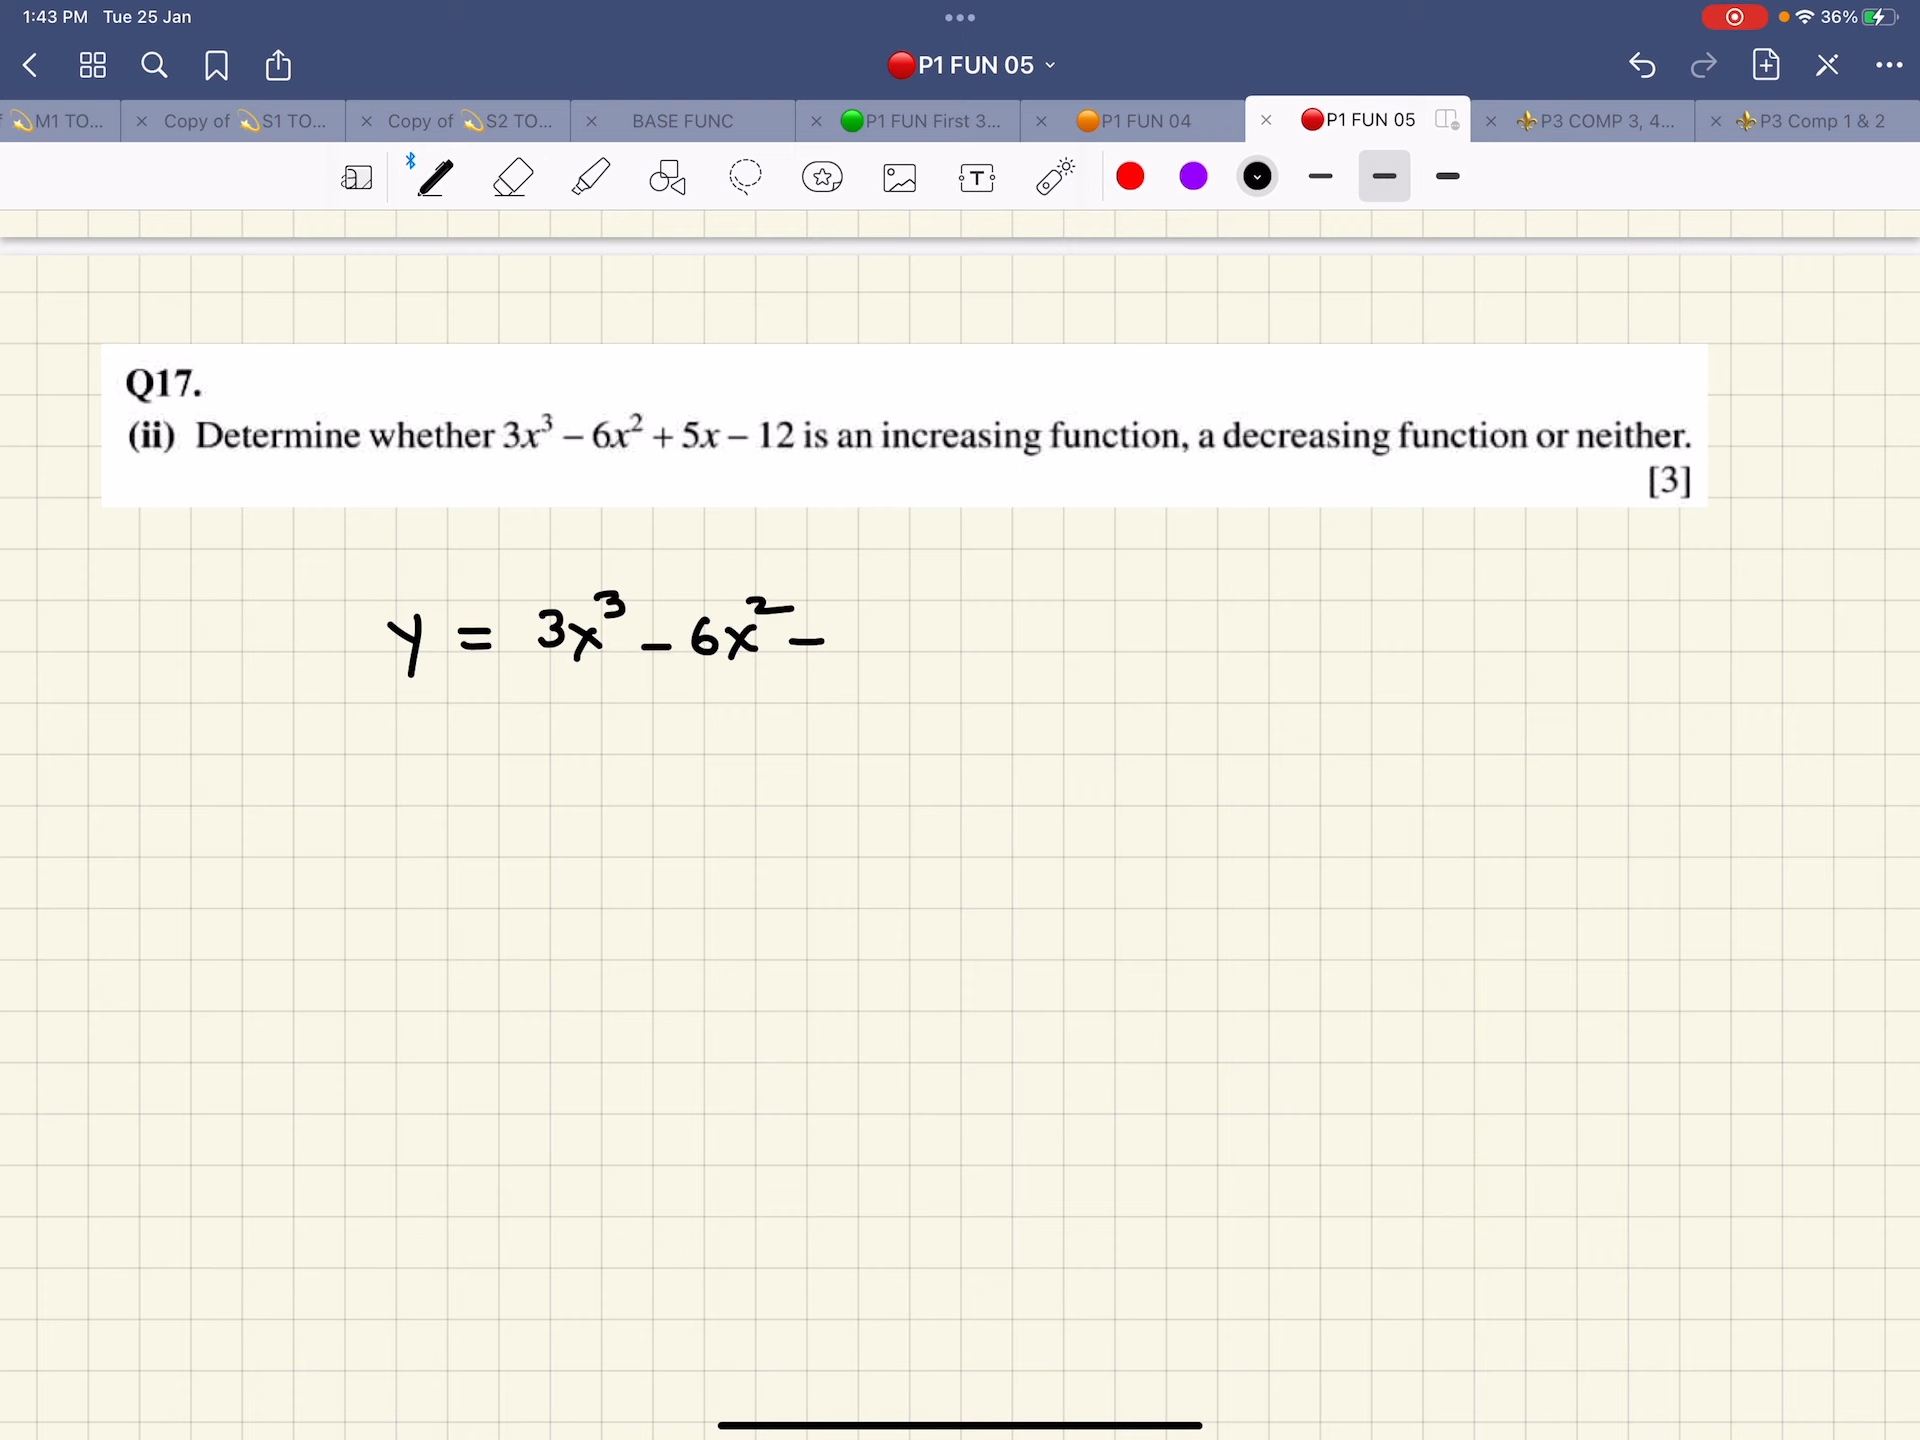 1:43 PM Tue 25 Jan
36%
P1 FUN 05
M1 TO...
Copy of S1 TO...
Copy of S2 TO...
BASE FUNC
P1 FUN First 3...
P1 FUN 04
P1 FUN 05
P3 COMP 3, 4...
P3 Comp 1 & 2
Q17.
(ii) Determine whether 3x³ – 6x² + 5x – 12 is an increasing function, a decreasing function or neither.
[3]
y = 3x³ – 6x² –